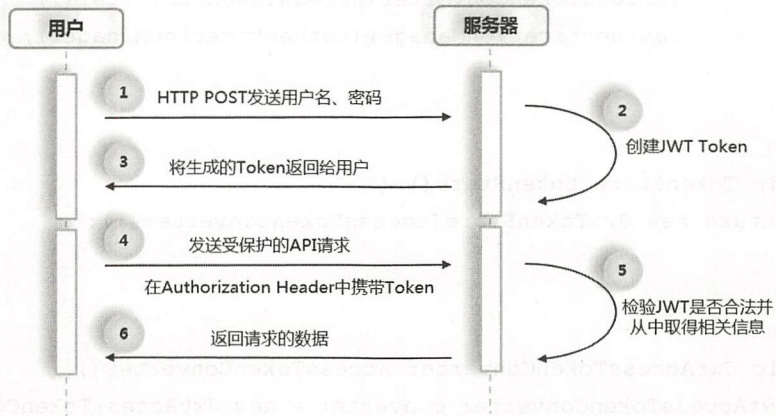 用户
服务器
1
HTTP POST发送用户名、密码
2
创建JWT Token
3
将生成的Token返回给用户
4
发送受保护的API请求
在Authorization Header中携带Token
5
检验JWT是否合法并
从中取得相关信息
6
返回请求的数据